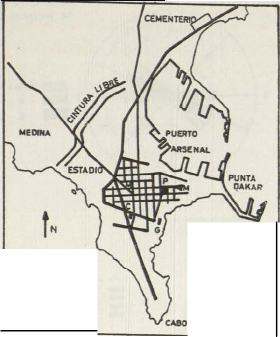 CEMENTERIO
CINTURA LIBRE
MEDINA
PUERTO
ARSENAL
ESTADIO
PUNTA
DAKAR
P
M
C
G
N
CABO